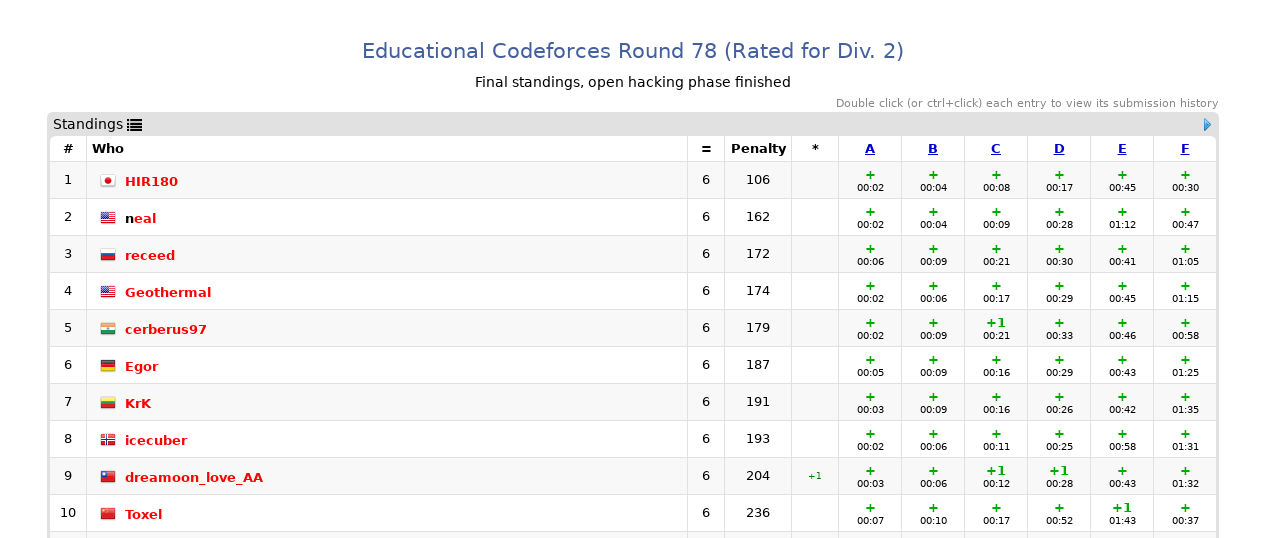 Educational Codeforces Round 78 (Rated for Div. 2)
Final standings, open hacking phase finished
Double click (or ctrl+click) each entry to view its submission history
Standings
# Who = Penalty * A B C D E F
1 HIR180 6 106 + + + + + +
00:02 00:04 00:08 00:17 00:45 00:30
2 neal 6 162 + + + + + +
00:02 00:04 00:09 00:28 01:12 00:47
3 receed 6 172 + + + + + +
00:06 00:09 00:21 00:30 00:41 01:05
4 Geothermal 6 174 + + + + + +
00:02 00:06 00:17 00:29 00:45 01:15
5 cerberus97 6 179 + + +1 + + +
00:02 00:09 00:21 00:33 00:46 00:58
6 Egor 6 187 + + + + + +
00:05 00:09 00:16 00:29 00:43 01:25
7 KrK 6 191 + + + + + +
00:03 00:09 00:16 00:26 00:42 01:35
8 icecuber 6 193 + + + + + +
00:02 00:06 00:11 00:25 00:58 01:31
9 dreamoon_love_AA 6 204 +1 + + +1 +1 + +
00:03 00:06 00:12 00:28 00:43 01:32
10 Toxel 6 236 + + + + +1 +
00:07 00:10 00:17 00:52 01:43 00:37